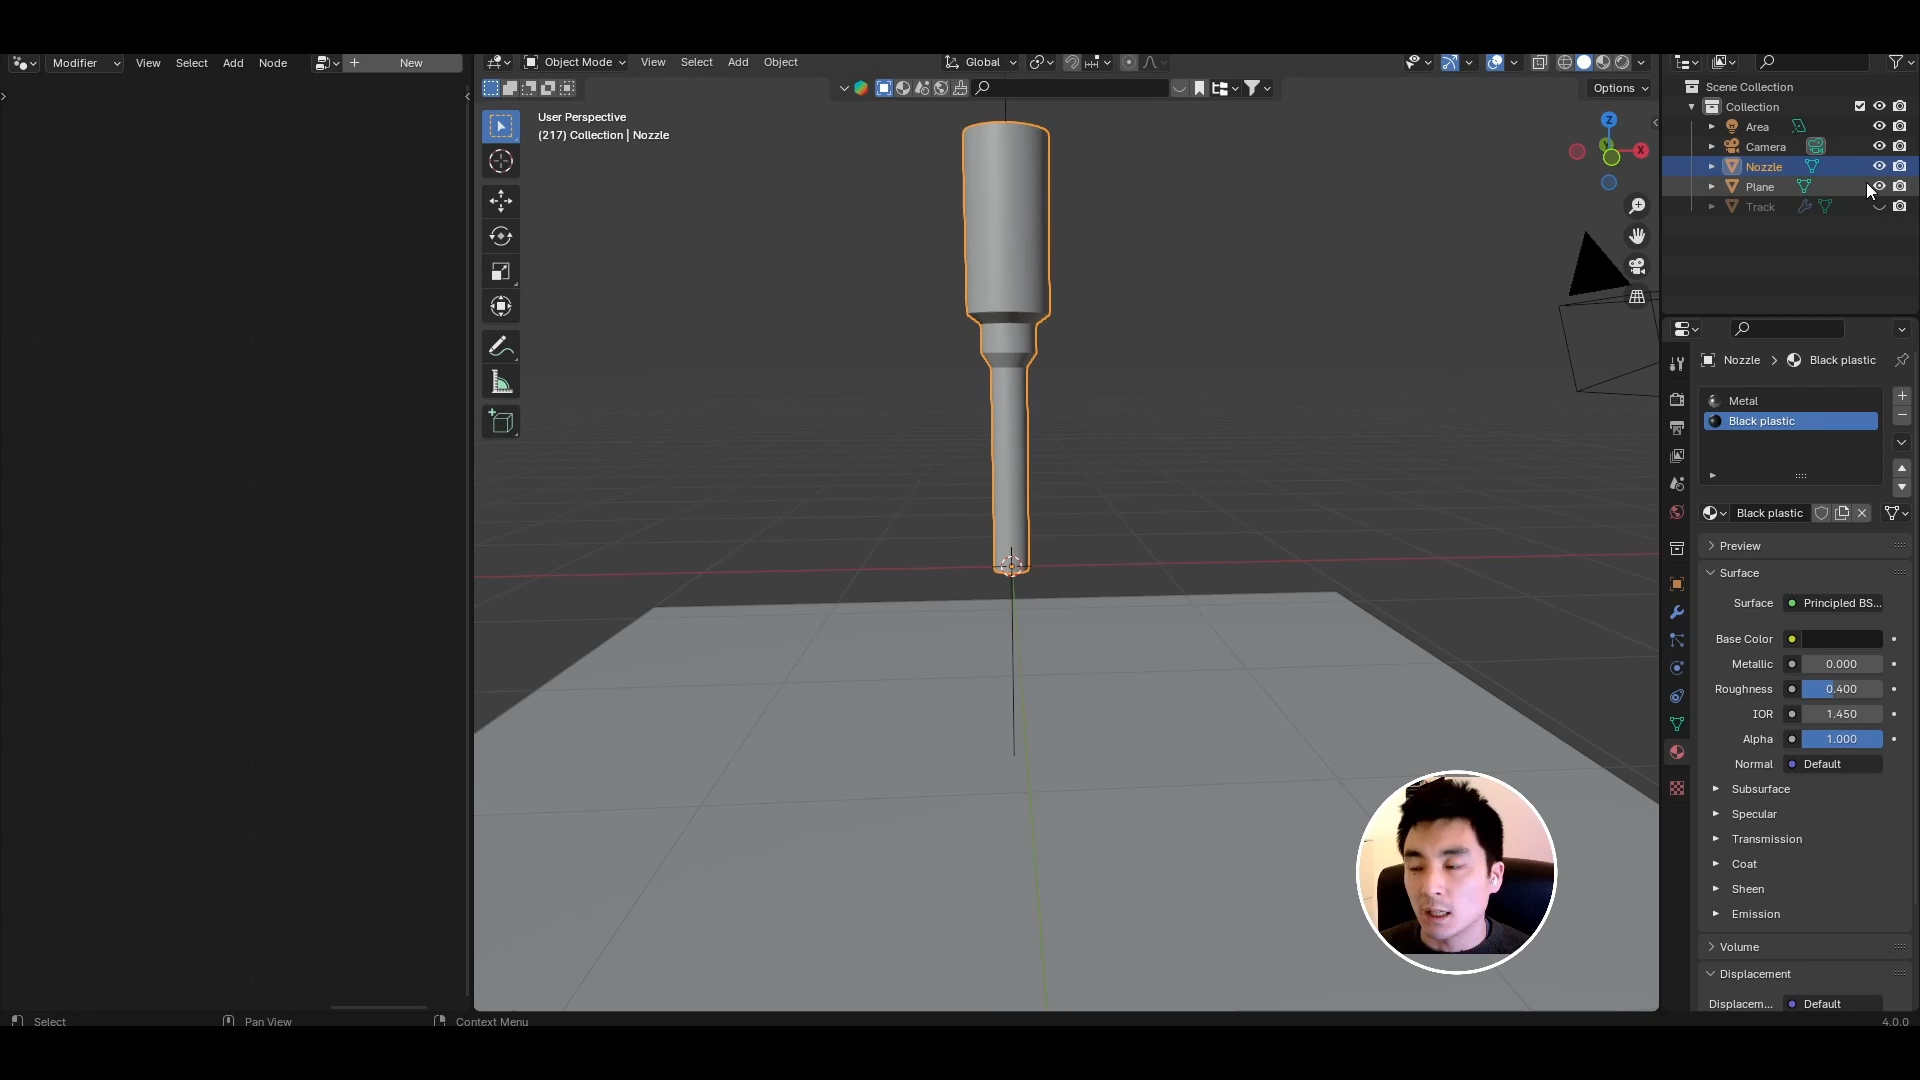 Modifier View Select Add Node New
Object Mode View Select Add Object Global
Options
User Perspective
(217) Collection | Nozzle
Z
X
Y
Scene Collection
Collection
Area
Camera
Nozzle
Plane
Track
Nozzle Black plastic
Metal
Black plastic
Black plastic
Preview
Surface
Surface Principled BS...
Base Color
Metallic 0.000
Roughness 0.400
IOR 1.450
Alpha 1.000
Normal Default
Subsurface
Specular
Transmission
Coat
Sheen
Emission
Volume
Displacement
Displacem... Default
Select Pan View Context Menu 4.0.0